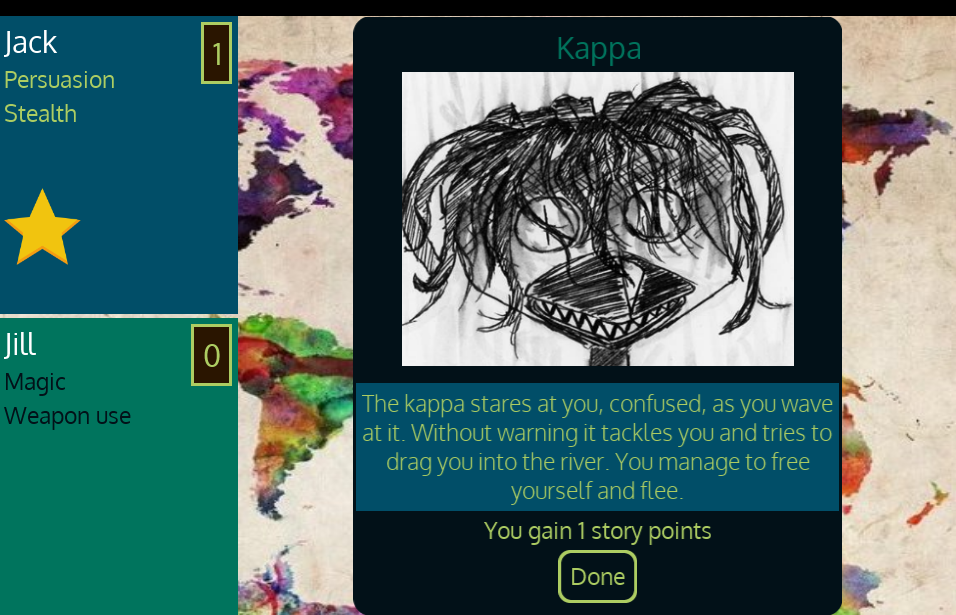 Jack
1
Persuasion
Stealth
Jill
0
Magic
Weapon use
Kappa
The kappa stares at you, confused, as you wave
at it. Without warning it tackles you and tries to
drag you into the river. You manage to free
yourself and flee.
You gain 1 story points
Done